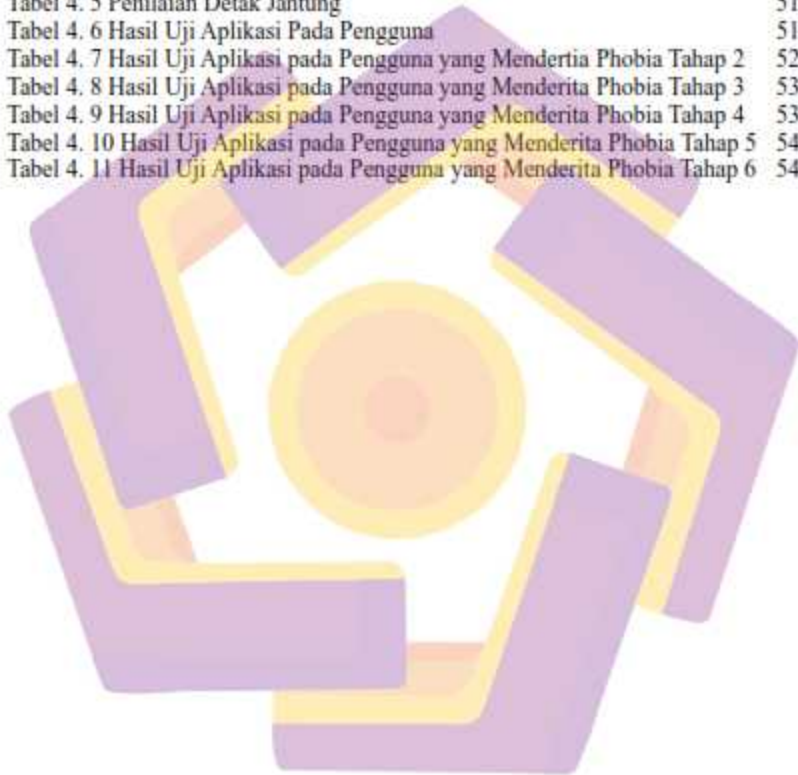 Tabel 4. 5 Penilaian Detak Jantung 51
Tabel 4. 6 Hasil Uji Aplikasi Pada Pengguna 51
Tabel 4. 7 Hasil Uji Aplikasi pada Pengguna yang Mendertia Phobia Tahap 2 52
Tabel 4. 8 Hasil Uji Aplikasi pada Pengguna yang Menderita Phobia Tahap 3 53
Tabel 4. 9 Hasil Uji Aplikasi pada Pengguna yang Menderita Phobia Tahap 4 53
Tabel 4. 10 Hasil Uji Aplikasi pada Pengguna yang Menderita Phobia Tahap 5 54
Tabel 4. 11 Hasil Uji Aplikasi pada Pengguna yang Menderita Phobia Tahap 6 54